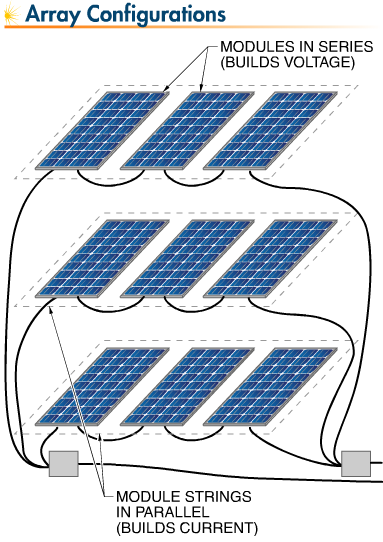 Array Configurations
MODULES IN SERIES
(BUILDS VOLTAGE)
MODULE STRINGS
IN PARALLEL
(BUILDS CURRENT)